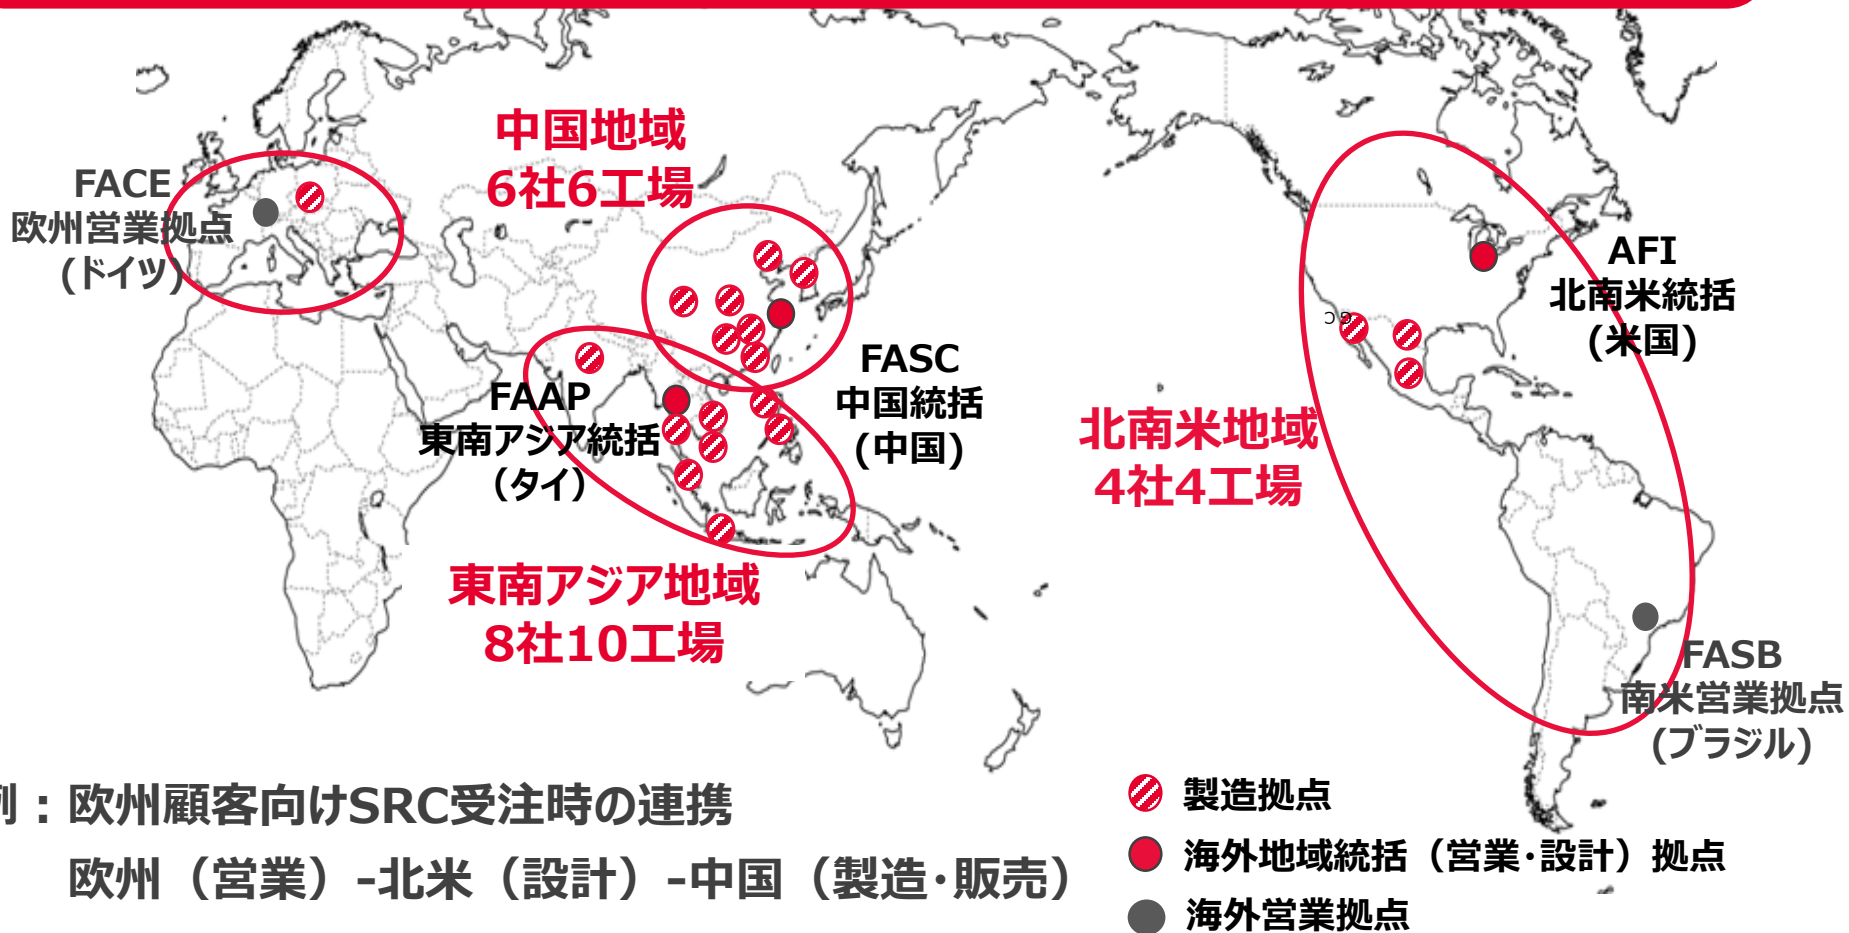 中国地域
6社6工場
FACE
欧州営業拠点
(ドイツ)
AFI
北南米統括
(米国)
FASC
中国統括
(中国)
FAAP
東南アジア統括
（タイ）
北南米地域
4社4工場
東南アジア地域
8社10工場
FASB
南米営業拠点
(ブラジル)
例：欧州顧客向けSRC受注時の連携
欧州（営業）-北米（設計）-中国（製造・販売）
製造拠点
海外地域統括（営業・設計）拠点
海外営業拠点